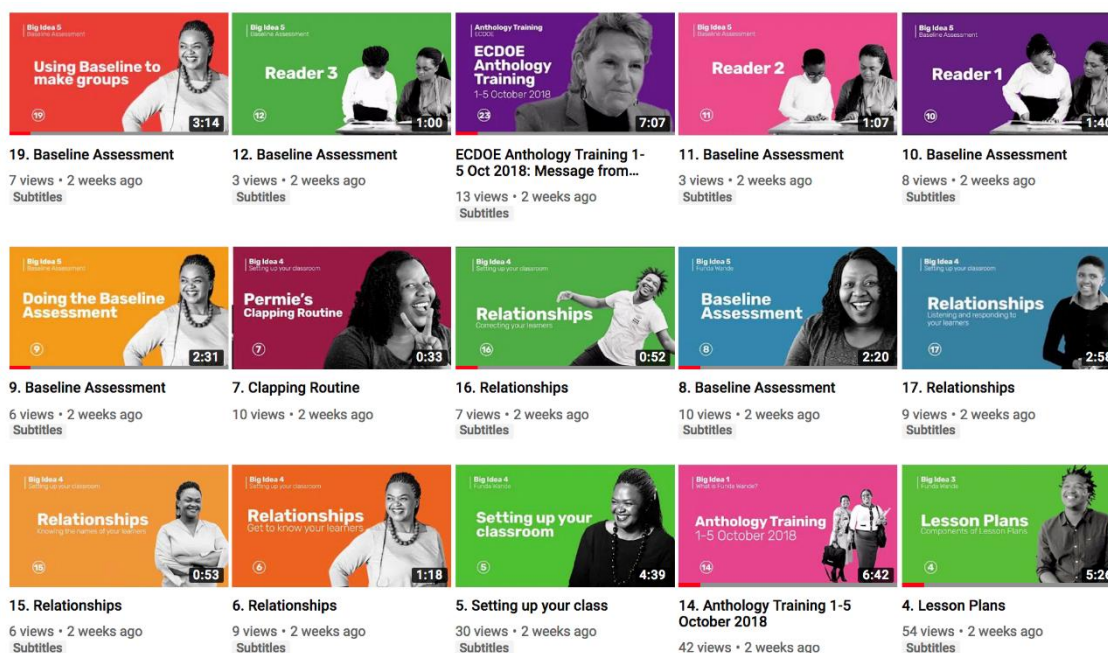 Big Idea 5
Baseline Assessment
Using Baseline to
make groups
19
3:14
19. Baseline Assessment
7 views • 2 weeks ago
Subtitles
Big Idea 5
Baseline Assessment
Reader 3
12
1:00
12. Baseline Assessment
3 views • 2 weeks ago
Subtitles
Anthology Training
ECDOE
ECDOE
Anthology
Training
1-5 October 2018
23
7:07
ECDOE Anthology Training 1-
5 Oct 2018: Message from...
13 views • 2 weeks ago
Subtitles
Big Idea 5
Baseline Assessment
Reader 2
11
1:07
11. Baseline Assessment
3 views • 2 weeks ago
Subtitles
Big Idea 5
Baseline Assessment
Reader 1
10
1:40
10. Baseline Assessment
8 views • 2 weeks ago
Subtitles
Big Idea 5
Baseline Assessment
Doing the Baseline
Assessment
9
2:31
9. Baseline Assessment
6 views • 2 weeks ago
Subtitles
Big Idea 4
Setting up your classroom
Permie's
Clapping Routine
7
0:33
7. Clapping Routine
10 views • 2 weeks ago
Big Idea 4
Setting up your classroom
Relationships
Correcting your learners
16
0:52
16. Relationships
7 views • 2 weeks ago
Subtitles
Big Idea 5
Funda Wande
Baseline
Assessment
8
2:20
8. Baseline Assessment
10 views • 2 weeks ago
Subtitles
Big Idea 4
Setting up your classroom
Relationships
Listening and responding to
your learners
17
2:58
17. Relationships
9 views • 2 weeks ago
Subtitles
Big Idea 4
Setting up your classroom
Relationships
Knowing the names of your learners
15
0:53
15. Relationships
6 views • 2 weeks ago
Subtitles
Big Idea 4
Setting up your classroom
Relationships
Get to know your learners
6
1:18
6. Relationships
9 views • 2 weeks ago
Subtitles
Big Idea 4
Funda Wande
Setting up your
classroom
5
4:39
5. Setting up your class
30 views • 2 weeks ago
Subtitles
Big Idea 1
What is Funda Wande?
Anthology Training
1-5 October 2018
14
6:42
14. Anthology Training 1-5
October 2018
42 views • 2 weeks ago
Big Idea 3
Funda Wande
Lesson Plans
Components of Lesson Plans
4
5:26
4. Lesson Plans
54 views • 2 weeks ago
Subtitles